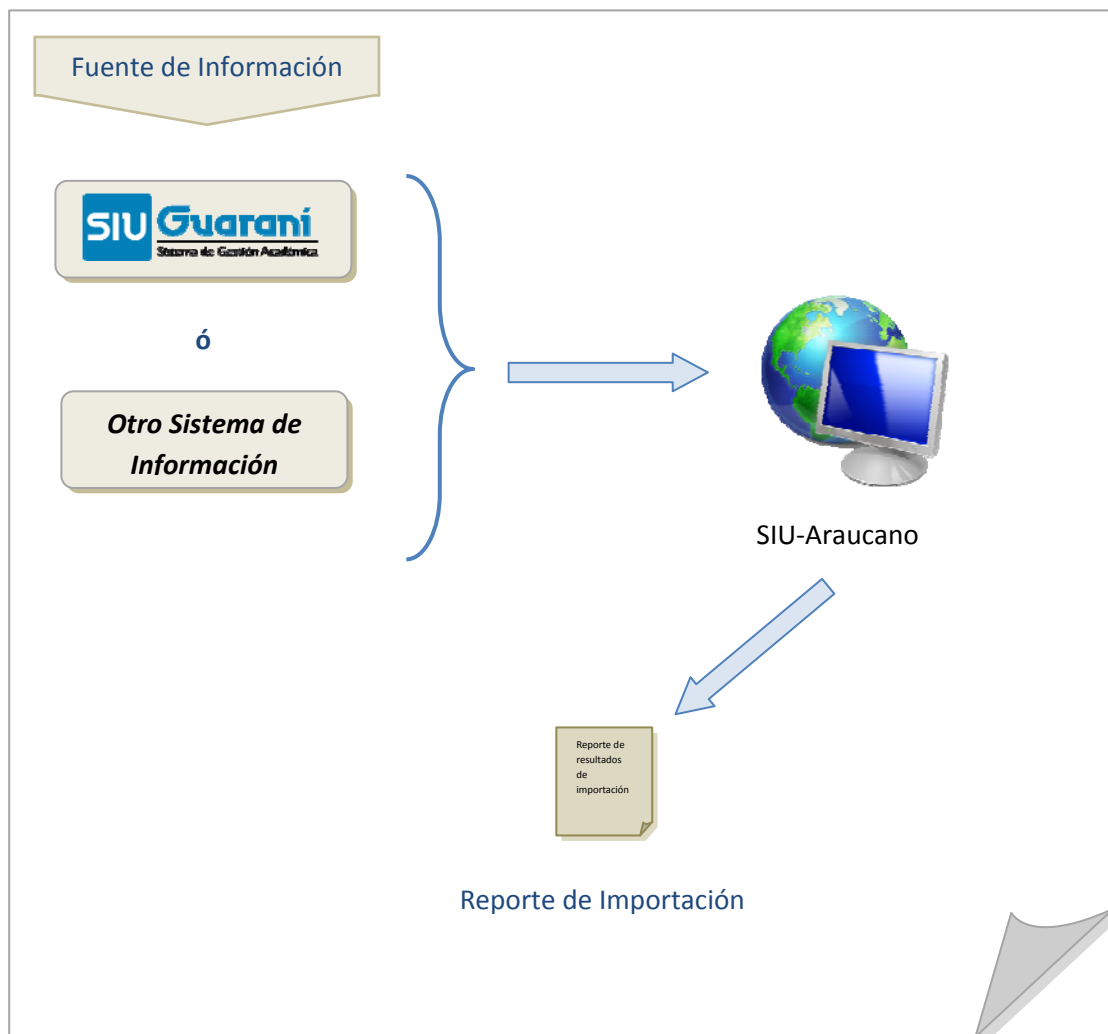 Fuente de Información
SIU Guaraní
Sistema de Gestión Académica
ó
Otro Sistema de
Información
SIU-Araucano
Reporte de
resultados
de
importación
Reporte de Importación